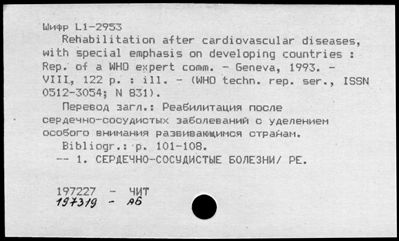 Шифр L1-2953
Rehabilitation after cardiovascular diseases,
with special emphasis on developing countries :
Rep. of a WHO expert comm. - Geneva, 1993. -
VIII, 122 p. : ill. - (WHO techn. rep. ser., ISSN
0512-3054; N 831).
Перевод загл.: Реабилитация после
сердечно-сосудистых заболеваний с уделением
особого внимания развивающимся странам.
Bibliogr.: p. 101-108.
-- 1. СЕРДЕЧНО-СОСУДИСТЫЕ БОЛЕЗНИ/ РЕ.
197227 - ЧИТ
197319 - АБ